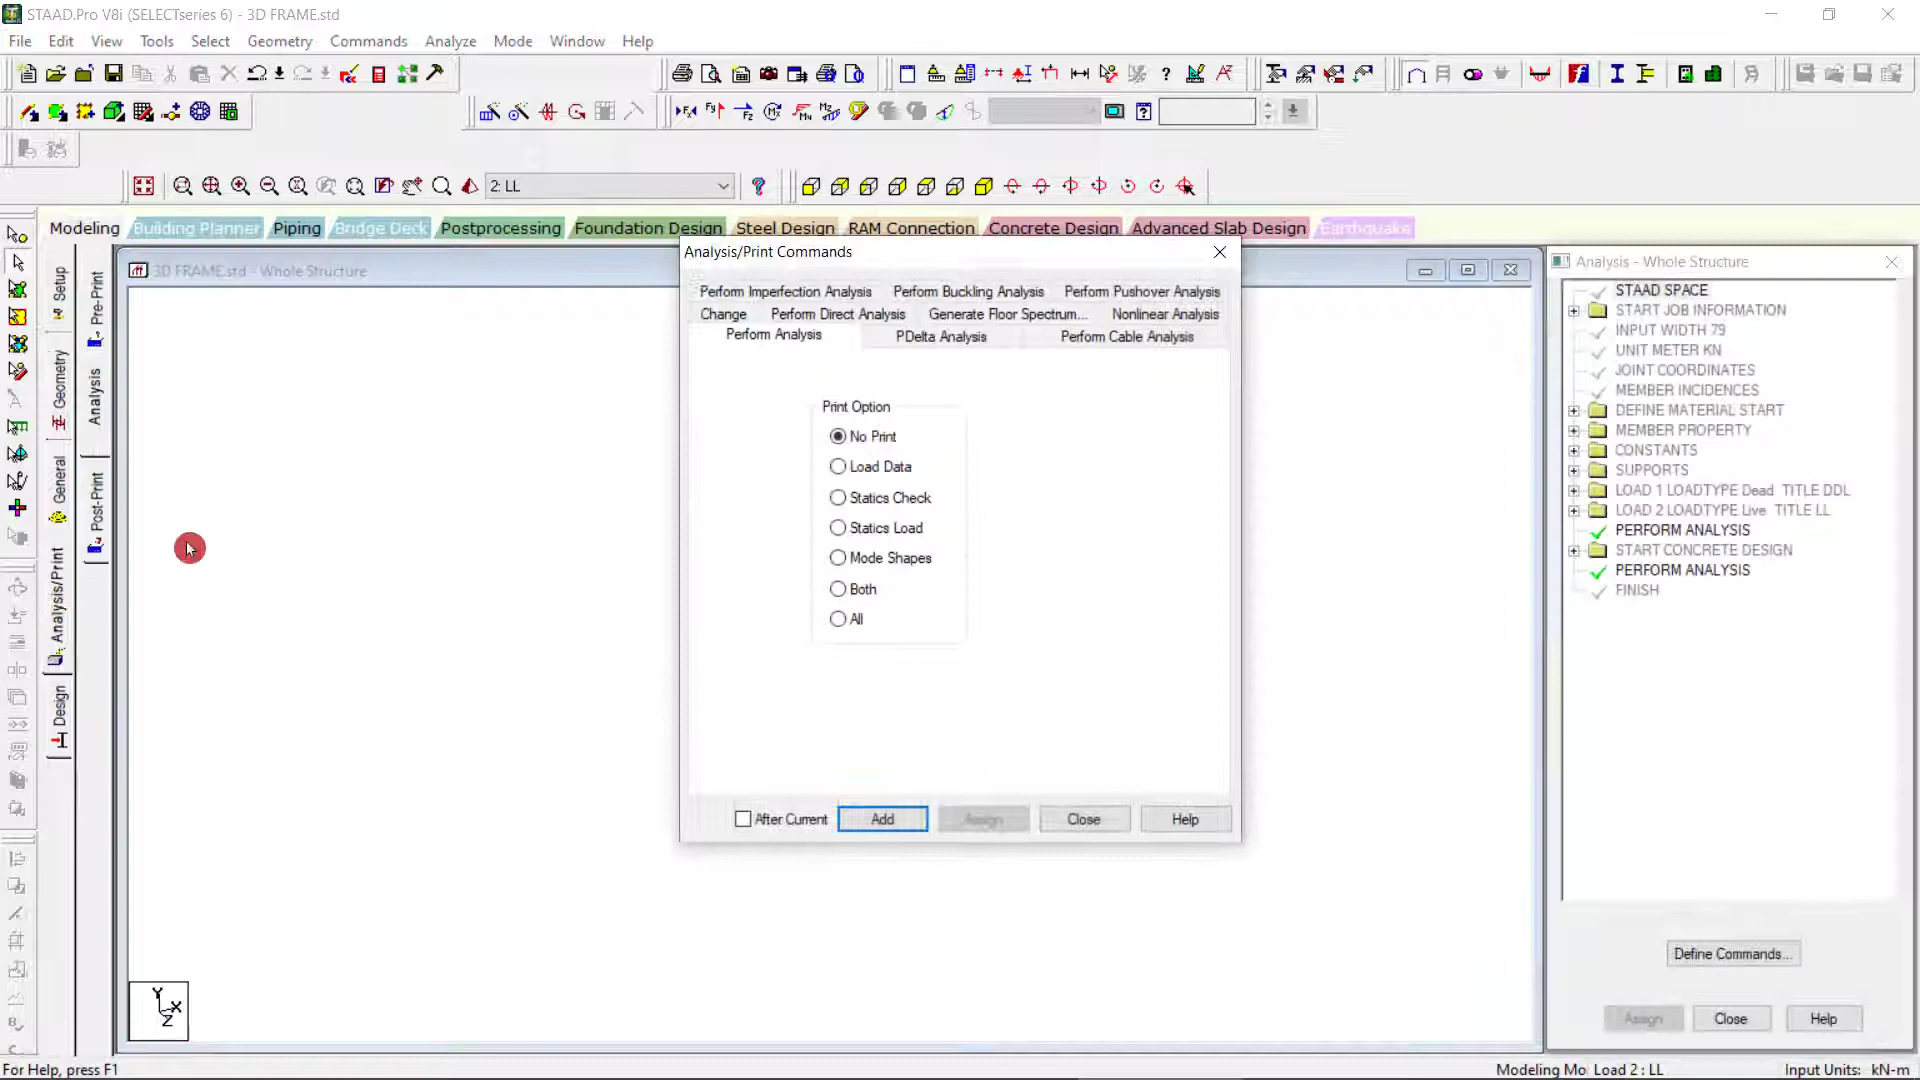 STAAD.Pro V8i (SELECTseries 6) - 3D FRAME.std
File Edit View Tools Select Geometry Commands Analyze Mode Window Help
2: LL
Modeling Building Planner Piping Bridge Deck Postprocessing Foundation Design Steel Design RAM Connection Concrete Design Advanced Slab Design Earthquake
Setup
Geometry
General
Analysis/Print
Design
Pre-Print
Analysis
Post-Print
3D FRAME.std - Whole Structure
Analysis/Print Commands
Perform Imperfection Analysis Perform Buckling Analysis Perform Pushover Analysis
Change Perform Direct Analysis Generate Floor Spectrum... Nonlinear Analysis
Perform Analysis PDelta Analysis Perform Cable Analysis
Print Option
No Print
Load Data
Statics Check
Statics Load
Mode Shapes
Both
All
After Current Add Assign Close Help
Analysis - Whole Structure
STAAD SPACE
START JOB INFORMATION
INPUT WIDTH 79
UNIT METER KN
JOINT COORDINATES
MEMBER INCIDENCES
DEFINE MATERIAL START
MEMBER PROPERTY
CONSTANTS
SUPPORTS
LOAD 1 LOADTYPE Dead TITLE DDL
LOAD 2 LOADTYPE Live TITLE LL
PERFORM ANALYSIS
START CONCRETE DESIGN
PERFORM ANALYSIS
FINISH
Define Commands...
Assign Close Help
Y
X
Z
For Help, press F1
Modeling Mo Load 2 : LL Input Units: kN-m